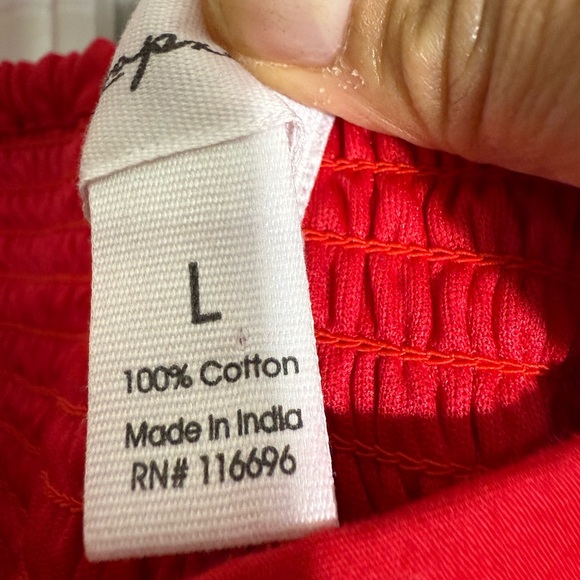 L
100% Cotton
Made In India
RN# 116696